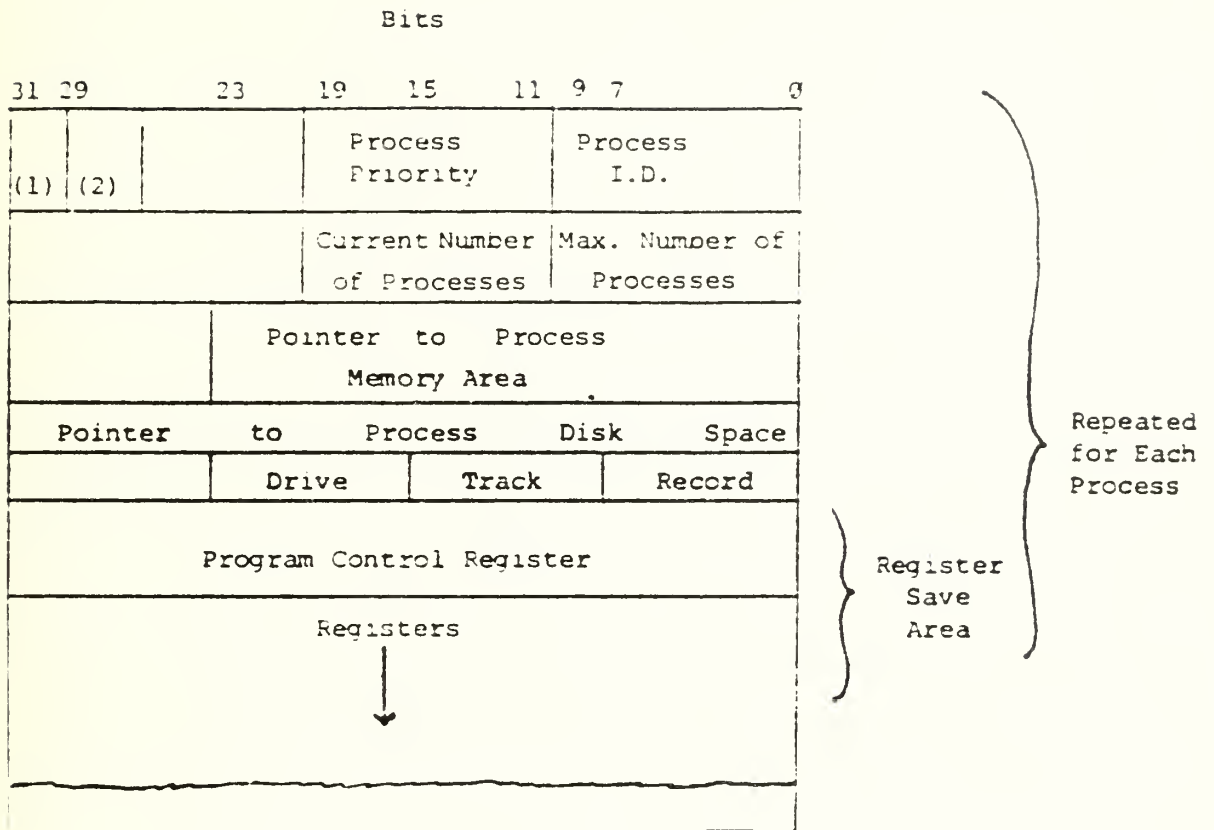 Bits
31 29 23 19 15 11 9 7 0
Process Process
(1) (2) Priority I.D.
Current Number Max. Number of
of Processes Processes
Pointer to Process
Memory Area
Pointer to Process Disk Space
Drive Track Record
Program Control Register
Registers
Register
Save
Area
Repeated
for Each
Process